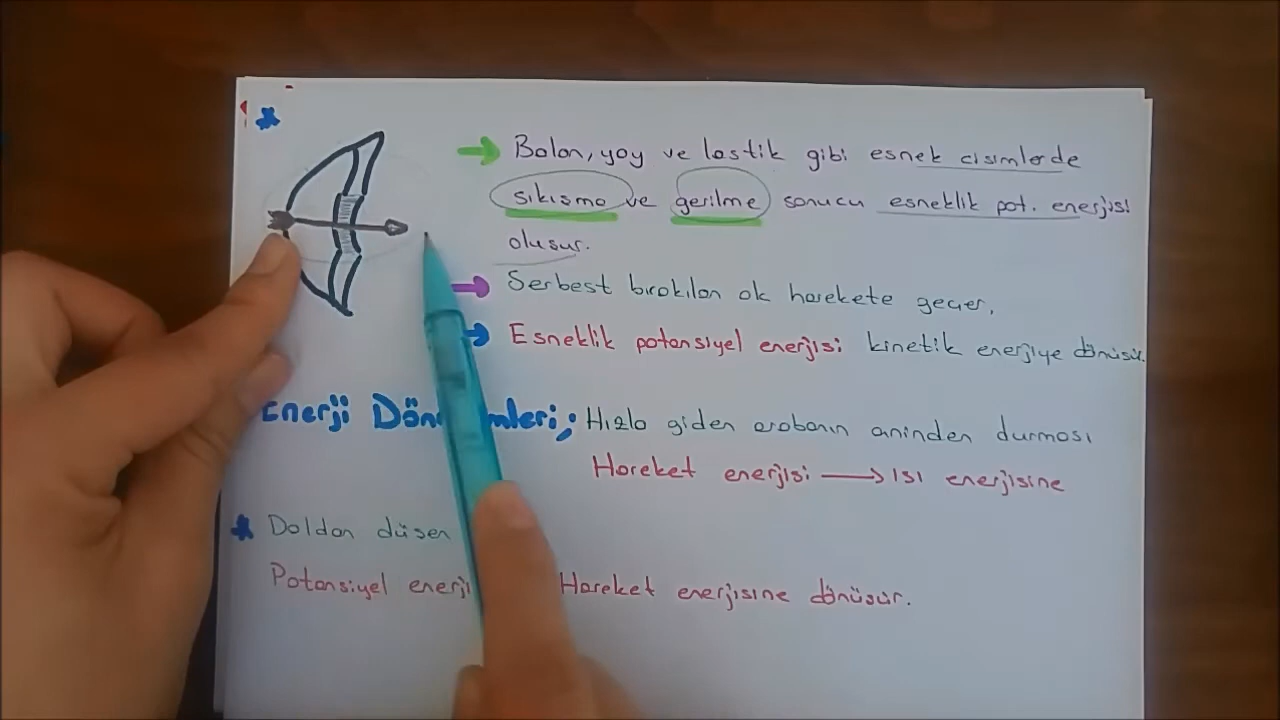 Balon, yay ve lastik gibi esnek cisimlerde
sıkışma ve gerilme sonucu esneklik pot. enerjisi
oluşur.
Serbest bırakılan ok harekete geçer,
Esneklik potansiyel enerjisi kinetik enerjiye dönüşür.
Enerji Hızla giden arabanın aninden durması
Hareket enerjisi → ısı enerjisine
Daldan düşen
Potansiyel Hareket enerjisine dönüşür.